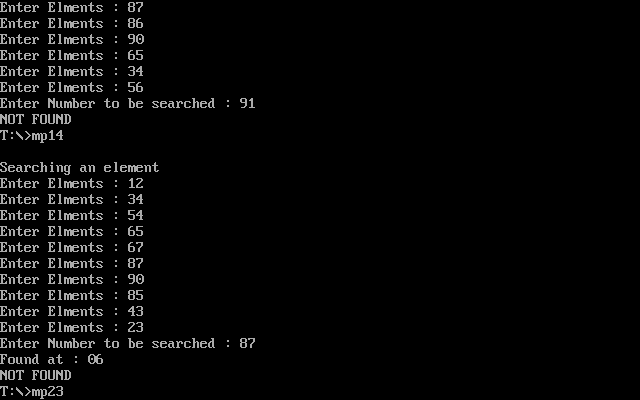 Enter Elments : 87
Enter Elments : 86
Enter Elments : 90
Enter Elments : 65
Enter Elments : 34
Enter Elments : 56
Enter Number to be searched : 91
NOT FOUND
T:\>mp14
Searching an element
Enter Elments : 12
Enter Elments : 34
Enter Elments : 54
Enter Elments : 65
Enter Elments : 67
Enter Elments : 87
Enter Elments : 90
Enter Elments : 85
Enter Elments : 43
Enter Elments : 23
Enter Number to be searched : 87
Found at : 06
NOT FOUND
T:\>mp23